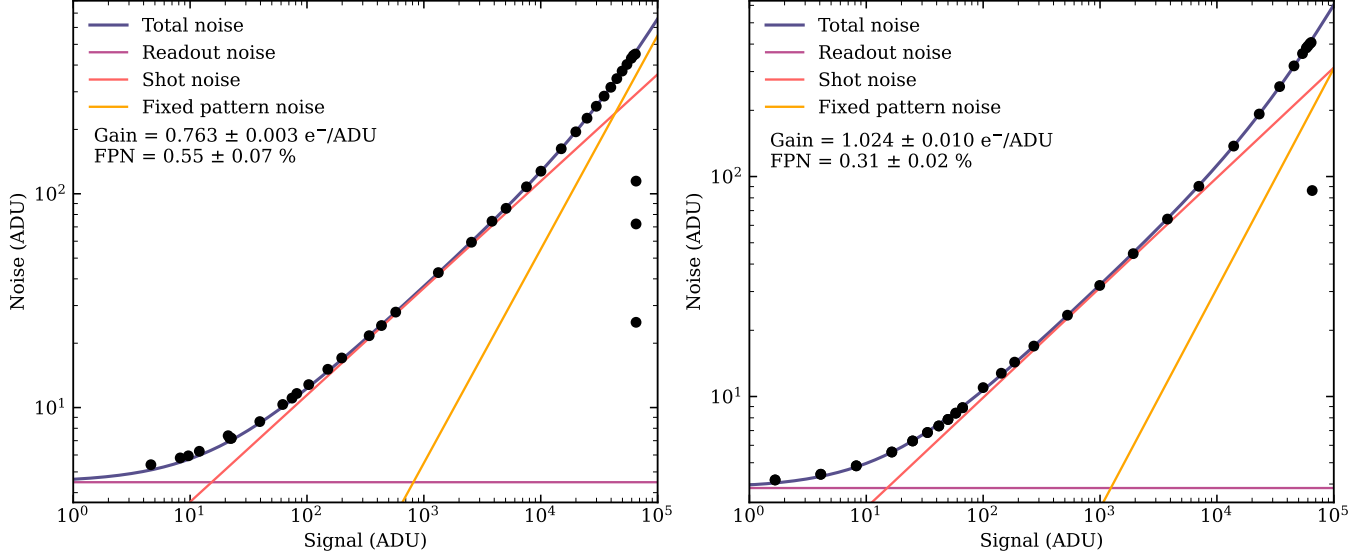 Total noise
Readout noise
Shot noise
Fixed pattern noise
Gain = 0.763 ± 0.003 e⁻/ADU
FPN = 0.55 ± 0.07 %
Noise (ADU)
10²
10¹
10⁰ 10¹ 10² 10³ 10⁴ 10⁵
Signal (ADU)
Total noise
Readout noise
Shot noise
Fixed pattern noise
Gain = 1.024 ± 0.010 e⁻/ADU
FPN = 0.31 ± 0.02 %
Noise (ADU)
10²
10¹
10⁰ 10¹ 10² 10³ 10⁴ 10⁵
Signal (ADU)